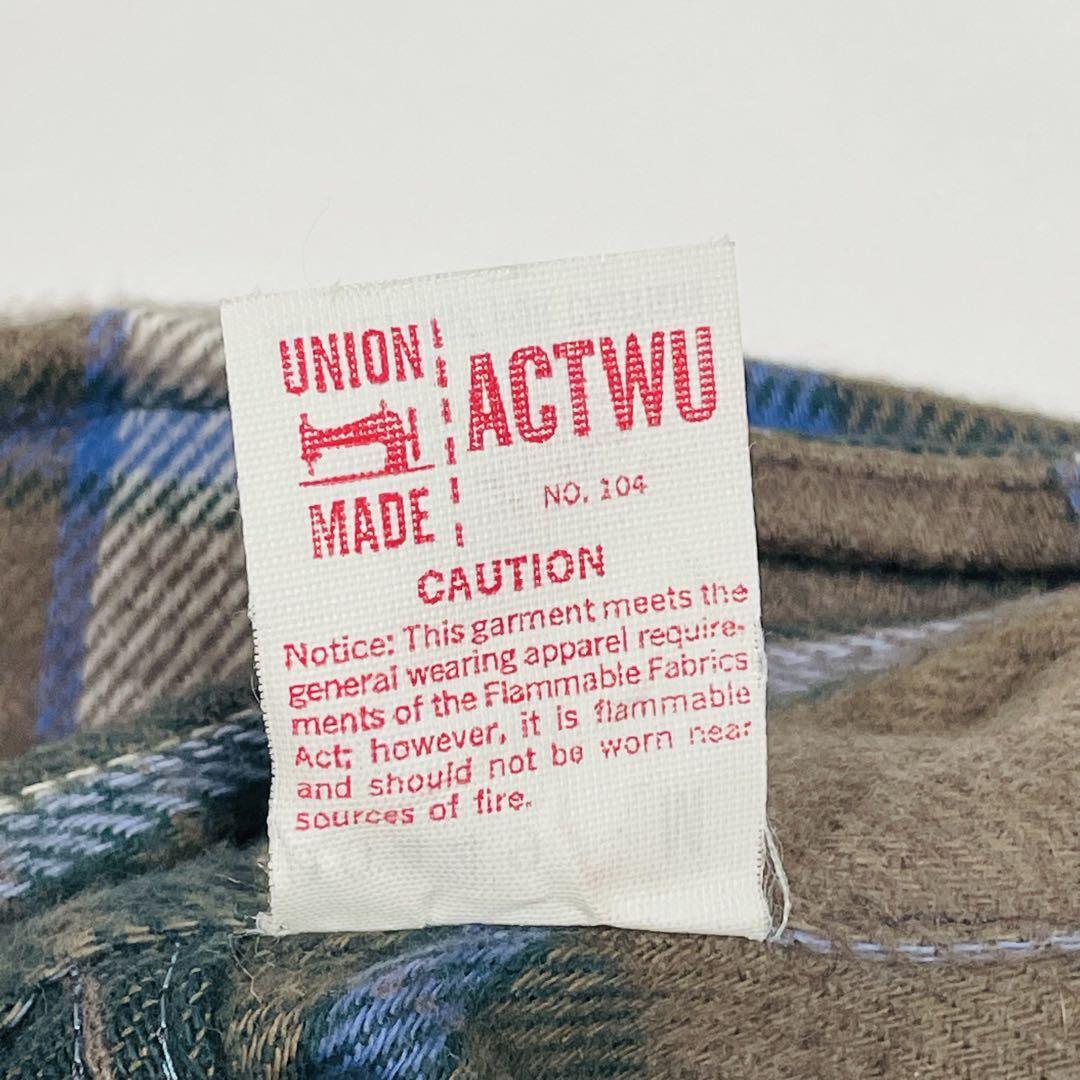 UNION
MADE
ACTWU
NO. 104
CAUTION
Notice: This garment meets the
general wearing apparel require-
ments of the Flammable Fabrics
Act; however, it is flammable
and should not be worn near
sources of fire.